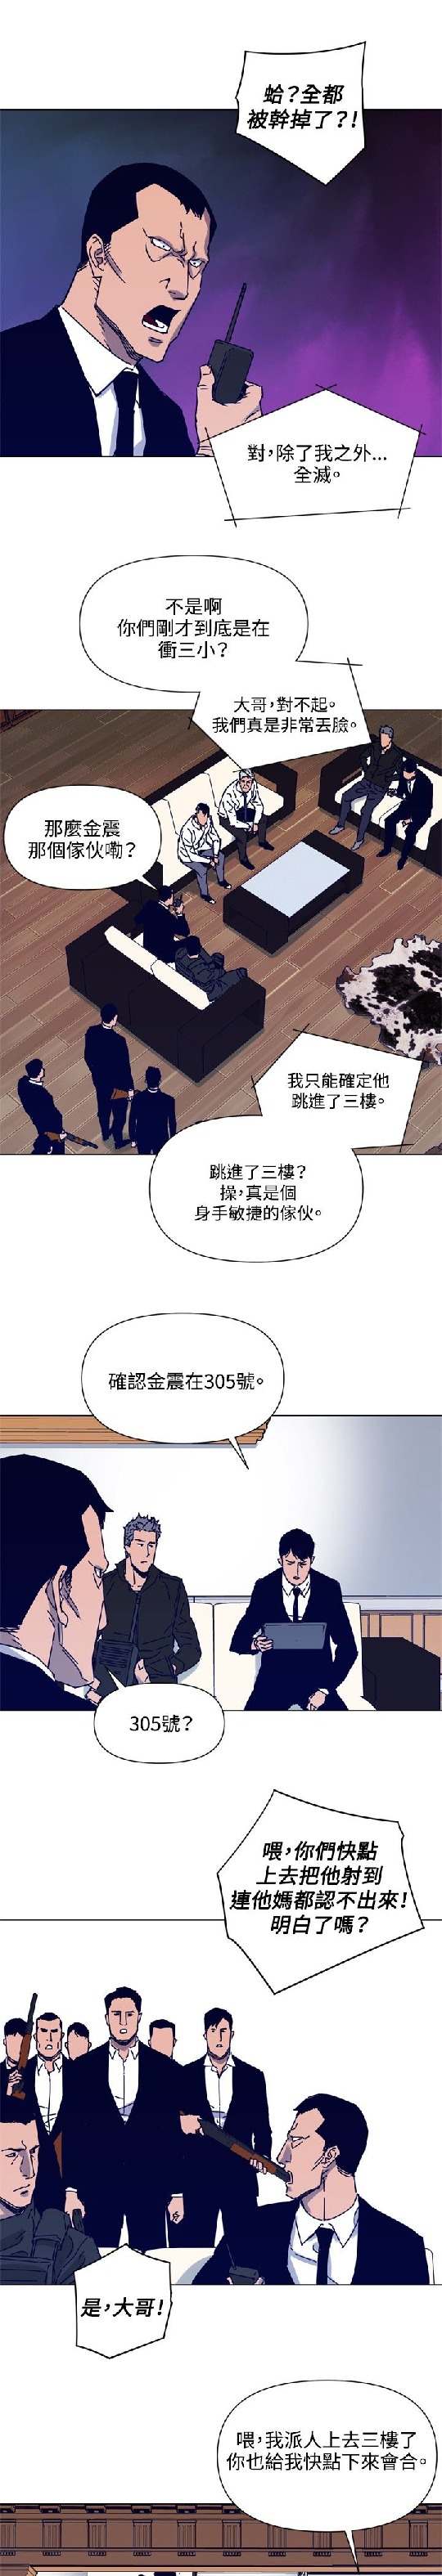 蛤？全都
被幹掉了？！
對，除了我之外...
全滅。
不是啊
你們剛才到底是在
衝三小？
大哥，對不起。
我們真是非常丟臉。
那麼金震
那個傢伙嘞？
我只能確定他
跳進了三樓。
跳進了三樓？
操，真是個
身手敏捷的傢伙。
確認金震在305號。
305號？
喂，你們快點
上去把他射到
連他媽都認不出來！
明白了嗎？
是，大哥！
喂，我派人上去三樓了
你也給我快點下來會合。